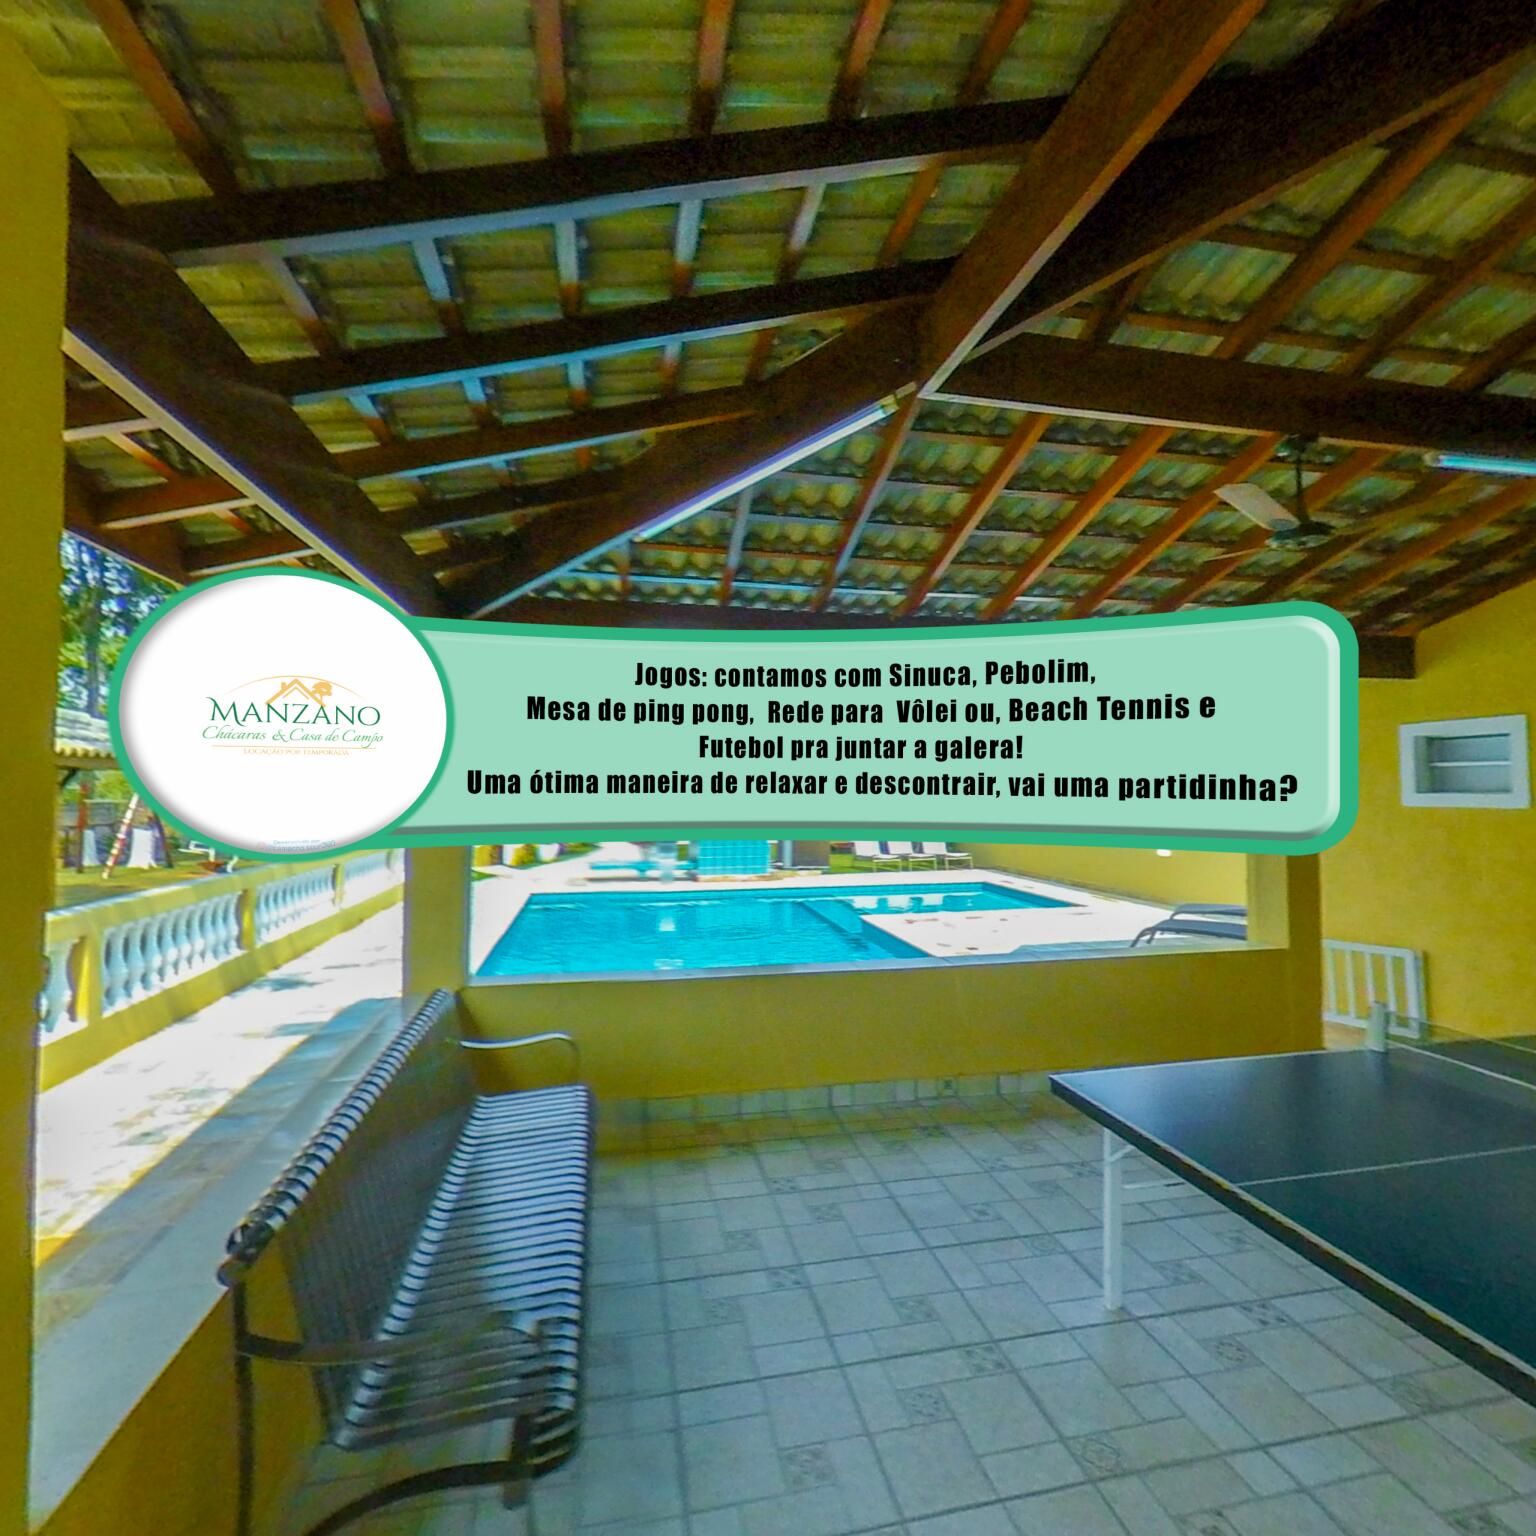 MANZANO
Chácaras & Casa de Campo
LOCAÇÃO POR TEMPORADA
Jogos: contamos com Sinuca, Pebolim,
Mesa de ping pong, Rede para Vôlei ou, Beach Tennis e
Futebol pra juntar a galera!
Uma ótima maneira de relaxar e descontrair, vai uma partidinha?